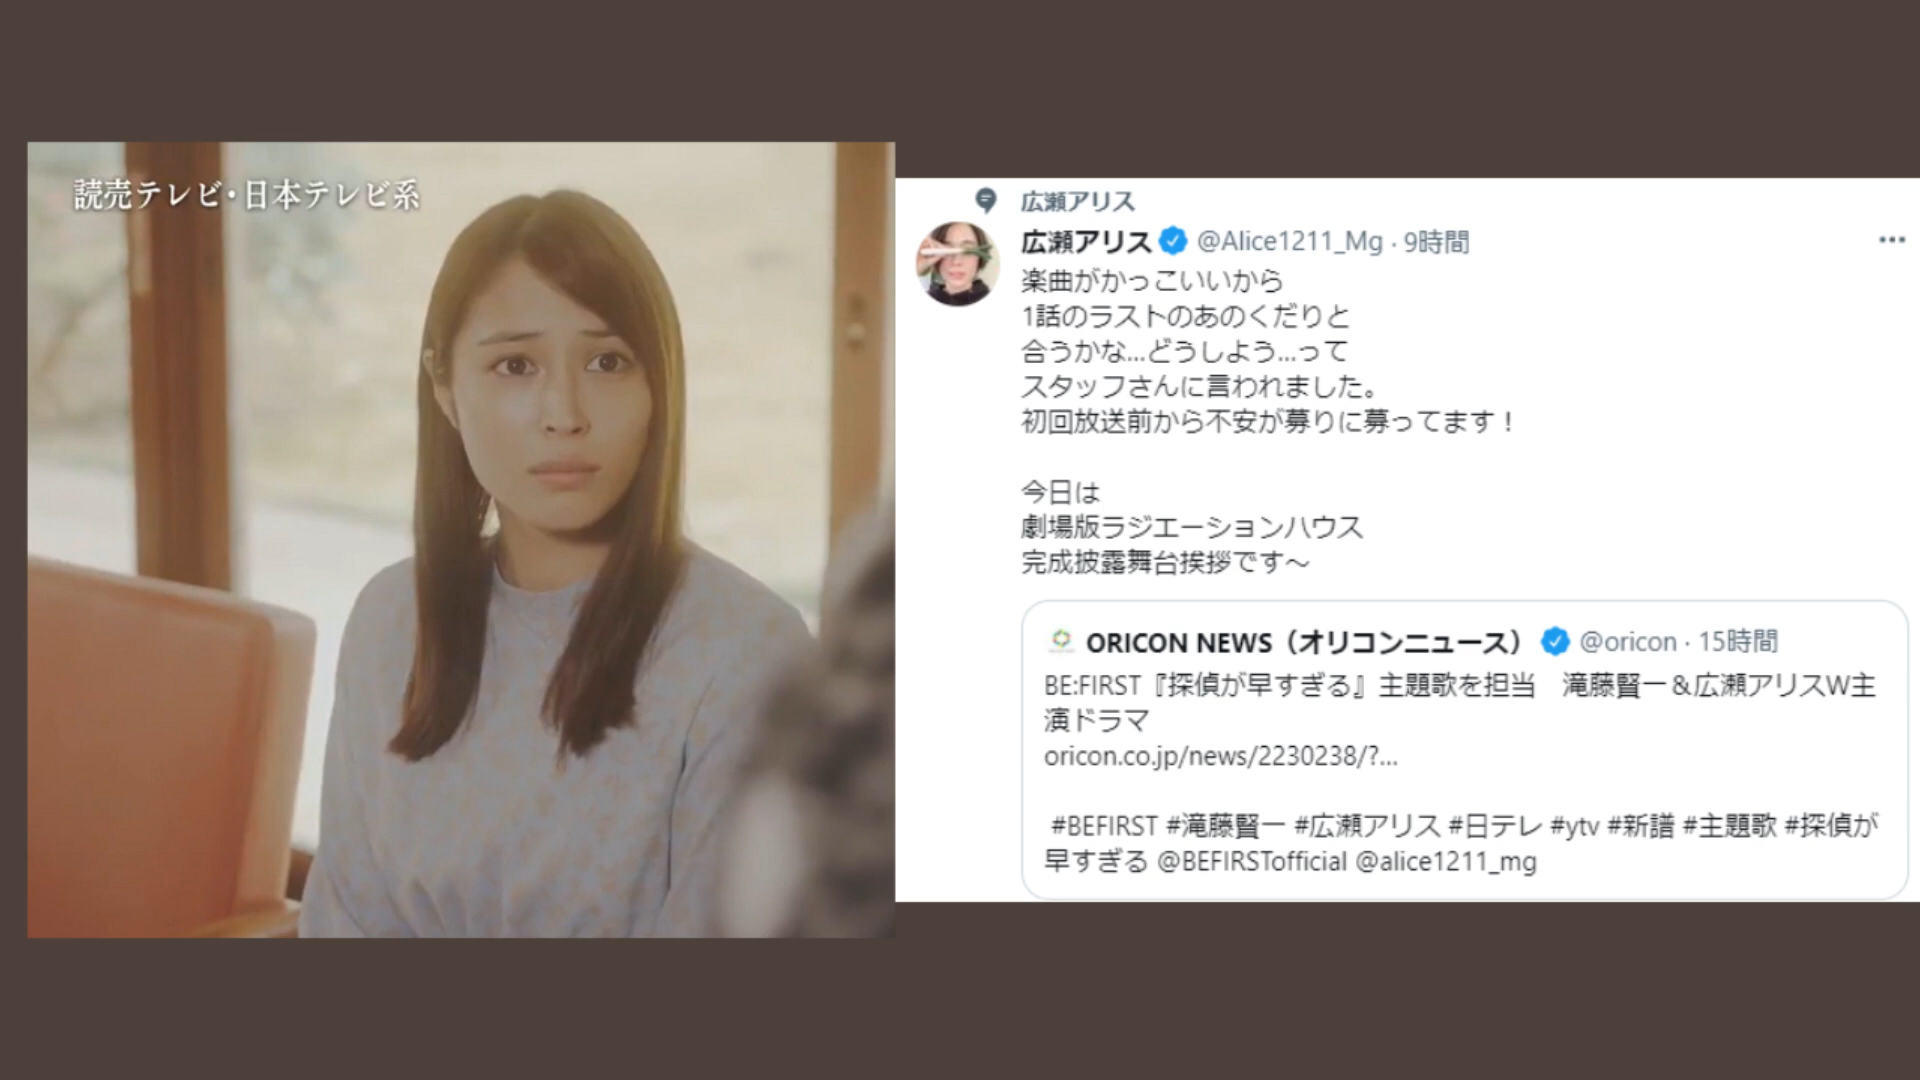 読売テレビ・日本テレビ系
広瀬アリス
広瀬アリス @Alice1211_Mg · 9時間
楽曲がかっこいいから
1話のラストのあのくだりと
合うかな...どうしよう...って
スタッフさんに言われました。
初回放送前から不安が募りに募ってます！
今日は
劇場版ラジエーションハウス
完成披露舞台挨拶です〜
ORICON NEWS（オリコンニュース） @oricon · 15時間
BE:FIRST『探偵が早すぎる』主題歌を担当　滝藤賢一＆広瀬アリスW主
演ドラマ
oricon.co.jp/news/2230238/?...
#BEFIRST #滝藤賢一 #広瀬アリス #日テレ #ytv #新譜 #主題歌 #探偵が
早すぎる @BEFIRSTofficial @alice1211_mg